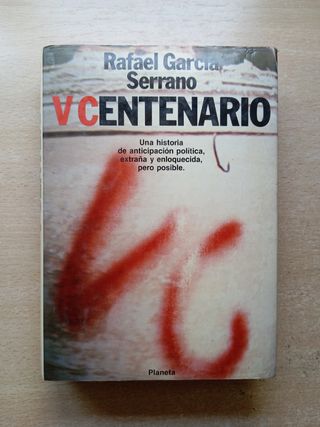 Rafael García
Serrano
V CENTENARIO
Una historia
de anticipación política,
extraña y enloquecida,
pero posible.
VC
Planeta